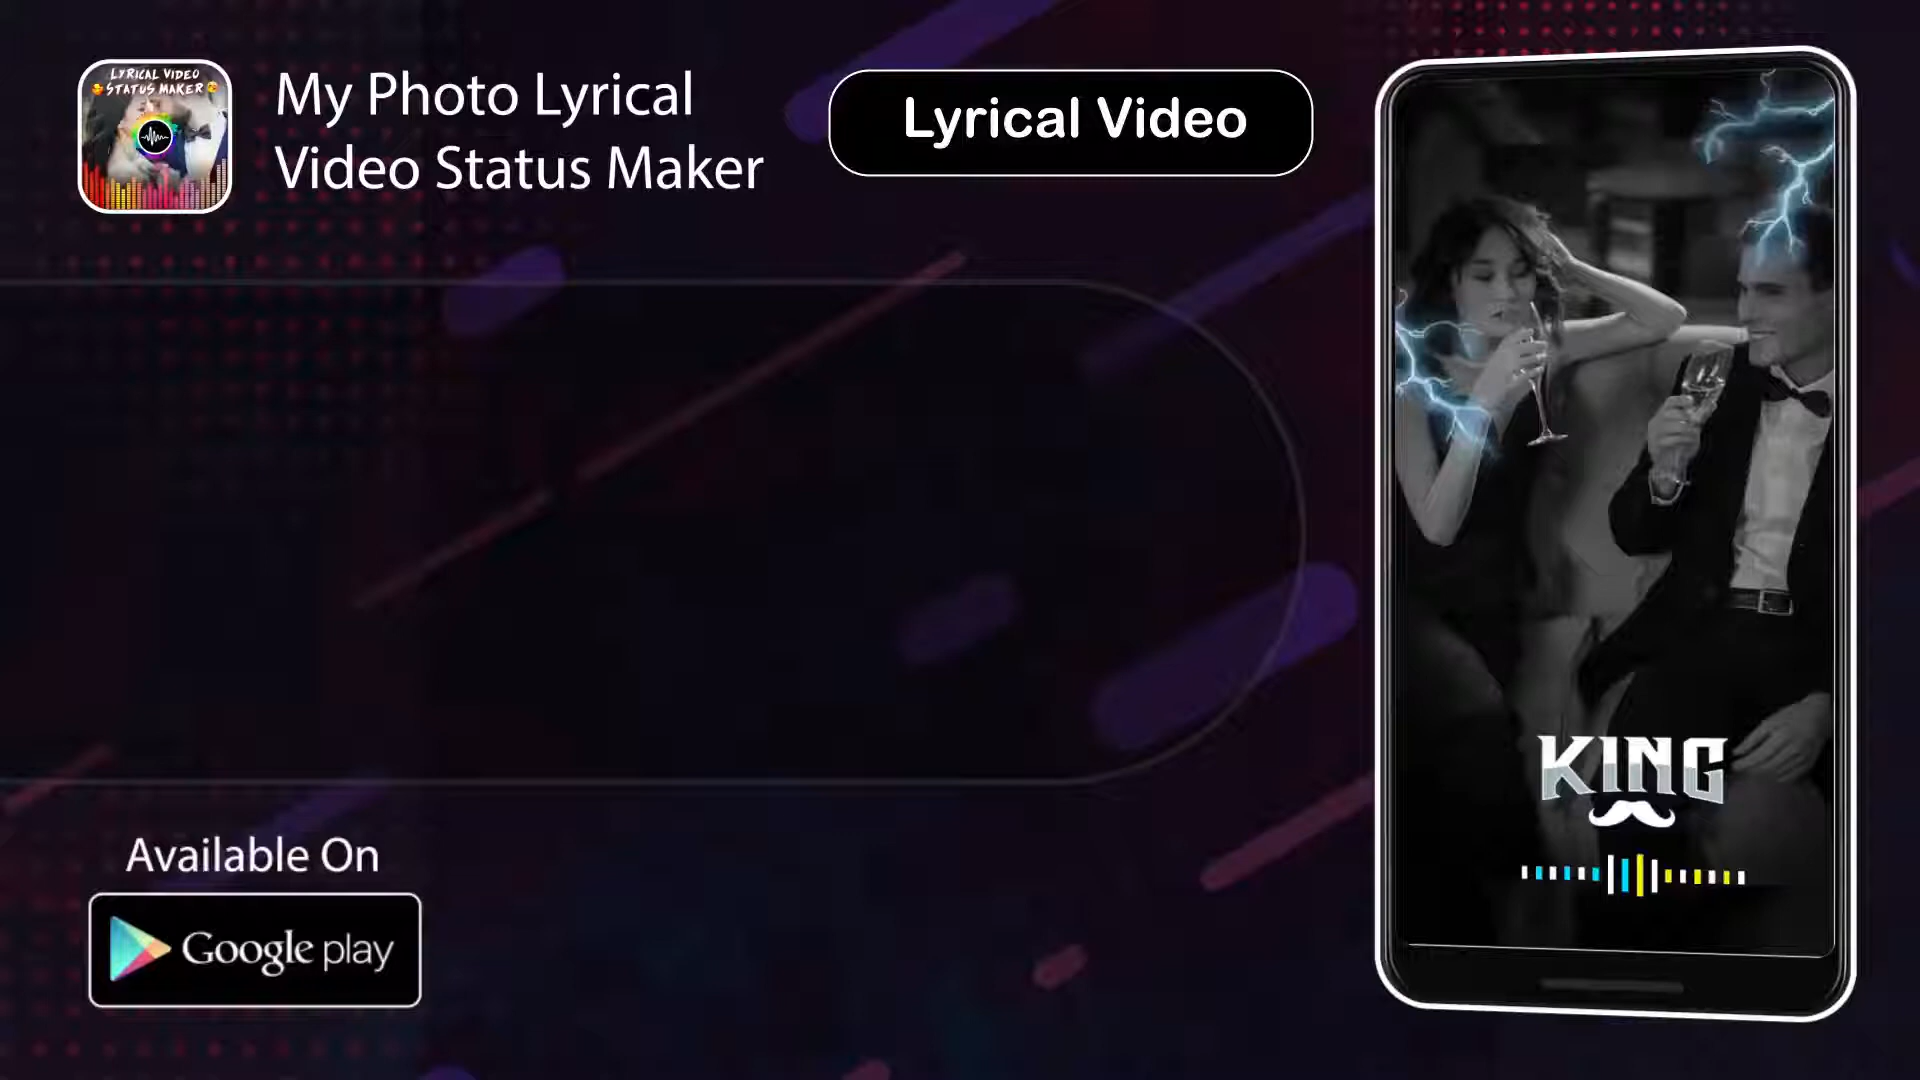 LYRICAL VIDEO
STATUS MAKER
My Photo Lyrical
Video Status Maker
Lyrical Video
KING
Available On
Google play